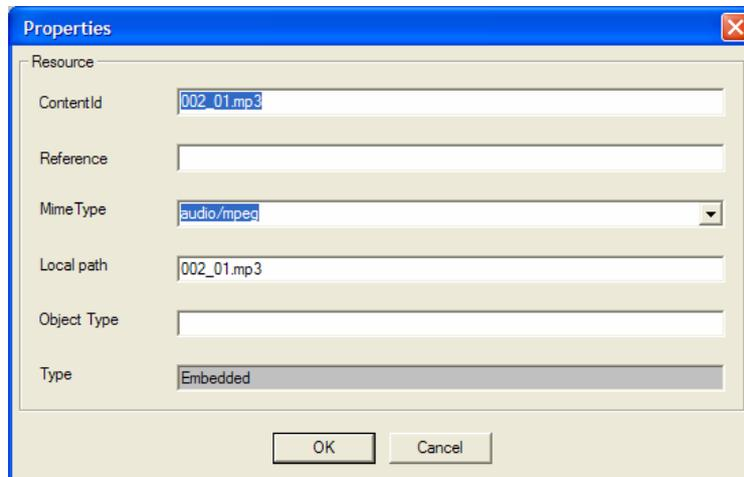 Properties
Resource
ContentId 002_01.mp3
Reference
MimeType audio/mpeg
Local path 002_01.mp3
Object Type
Type Embedded
OK Cancel